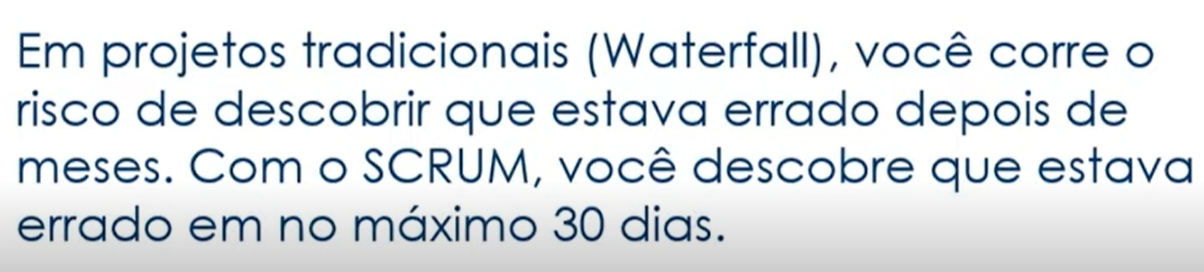 Em projetos tradicionais (Waterfall), você corre o
risco de descobrir que estava errado depois de
meses. Com o SCRUM, você descobre que estava
errado em no máximo 30 dias.